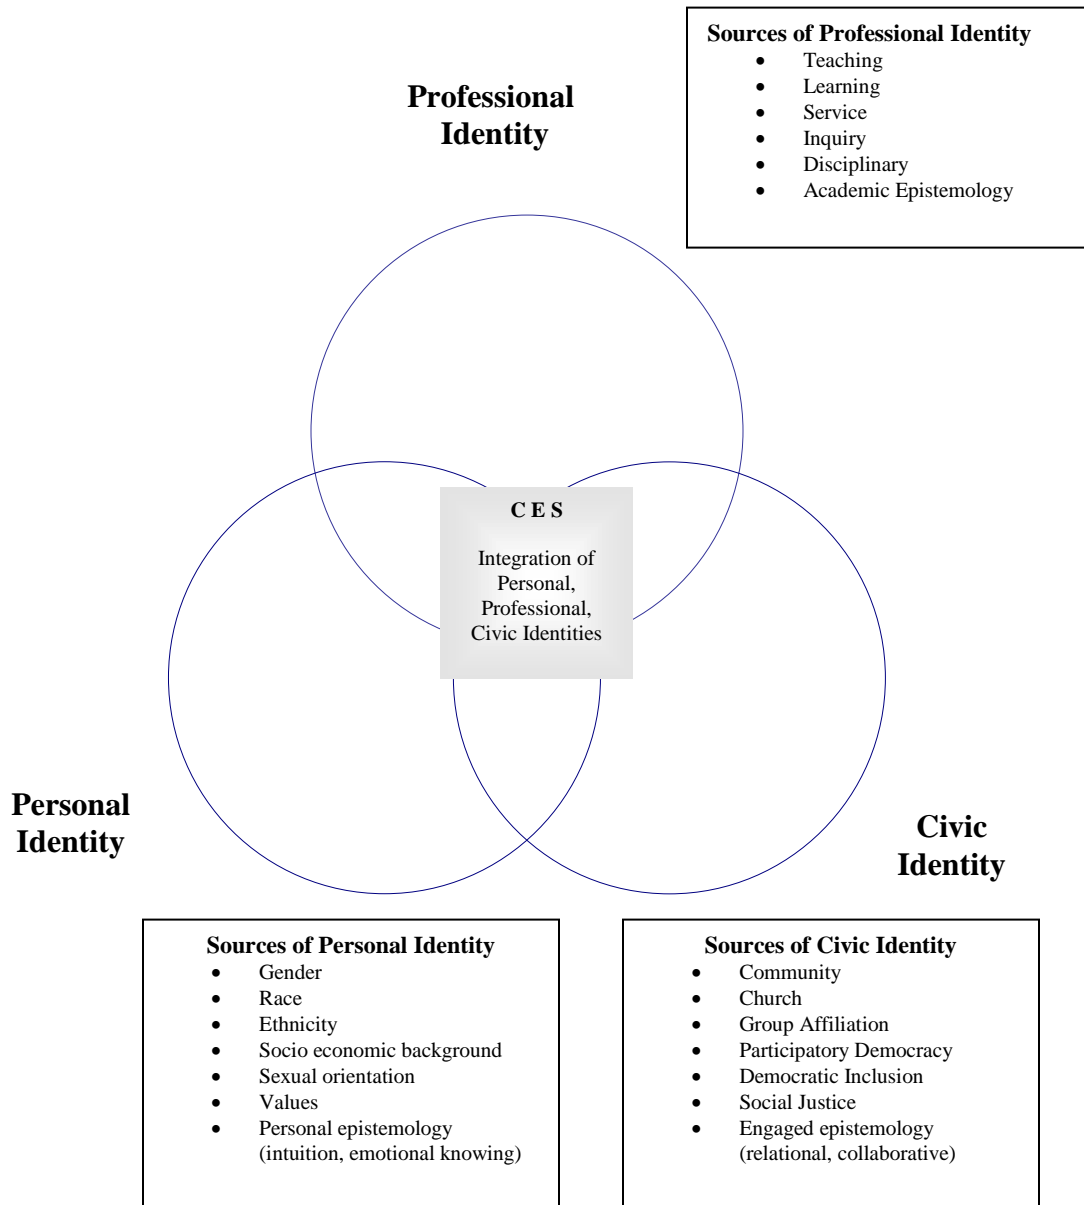 Sources of Professional Identity
• Teaching
• Learning
• Service
• Inquiry
• Disciplinary
• Academic Epistemology
Professional
Identity
C E S
Integration of
Personal,
Professional,
Civic Identities
Personal
Identity
Civic
Identity
Sources of Personal Identity
• Gender
• Race
• Ethnicity
• Socio economic background
• Sexual orientation
• Values
• Personal epistemology
(intuition, emotional knowing)
Sources of Civic Identity
• Community
• Church
• Group Affiliation
• Participatory Democracy
• Democratic Inclusion
• Social Justice
• Engaged epistemology
(relational, collaborative)